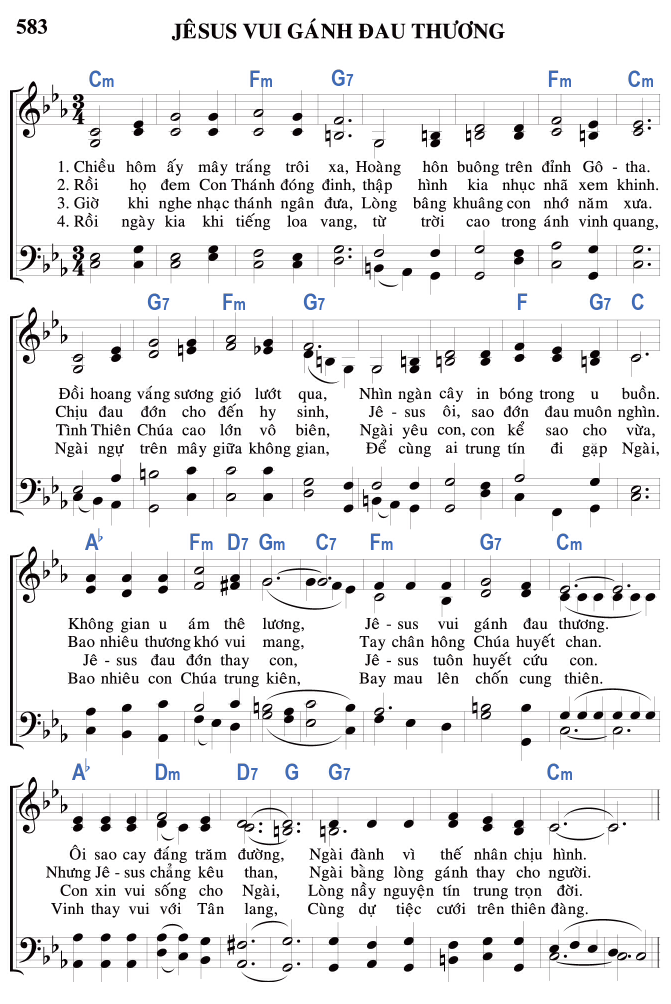 583
JÊSUS VUI GÁNH ĐAU THƯƠNG
Cm Fm G7 Fm Cm
1. Chiều hôm ấy mây tráng trôi xa, Hoàng hôn buông trên đỉnh Gô - tha.
2. Rồi họ đem Con Thánh đóng đinh, thập hình kia nhục nhã xem khinh.
3. Giờ khi nghe nhạc thánh ngân đưa, Lòng bâng khuâng con nhớ năm xưa.
4. Rồi ngày kia khi tiếng loa vang, từ trời cao trong ánh vinh quang,
G7 Fm G7 F G7 C
Đồi hoang váng sương gió lướt qua, Nhìn ngàn cây in bóng trong u buồn.
Chịu đau đớn cho đến hy sinh, Jê - sus ôi, sao đớn đau muôn nghìn.
Tình Thiên Chúa cao lớn vô biên, Ngài yêu con, con kể sao cho vừa,
Ngài ngự trên mây giữa không gian, Để cùng ai trung tín đi gặp Ngài,
A♭ Fm D7 Gm C7 Fm G7 Cm
Không gian u ám thê lương, Jê - sus vui gánh đau thương.
Bao nhiêu thương khó vui mang, Tay chân hông Chúa huyết chan.
Jê - sus đau đớn thay con, Jê - sus tuôn huyết cứu con.
Bao nhiêu con Chúa trung kiên, Bay mau lên chốn cung thiên.
A♭ Dm D7 G G7 Cm
Ôi sao cay đáng trăm đường, Ngài đành vì thế nhân chịu hình.
Nhưng Jê - sus chẳng kêu than, Ngài bằng lòng gánh thay cho người.
Con xin vui sống cho Ngài, Lòng nầy nguyện tín trung trọn đời.
Vinh thay vui với Tân lang, Cùng dự tiệc cưới trên thiên đàng.